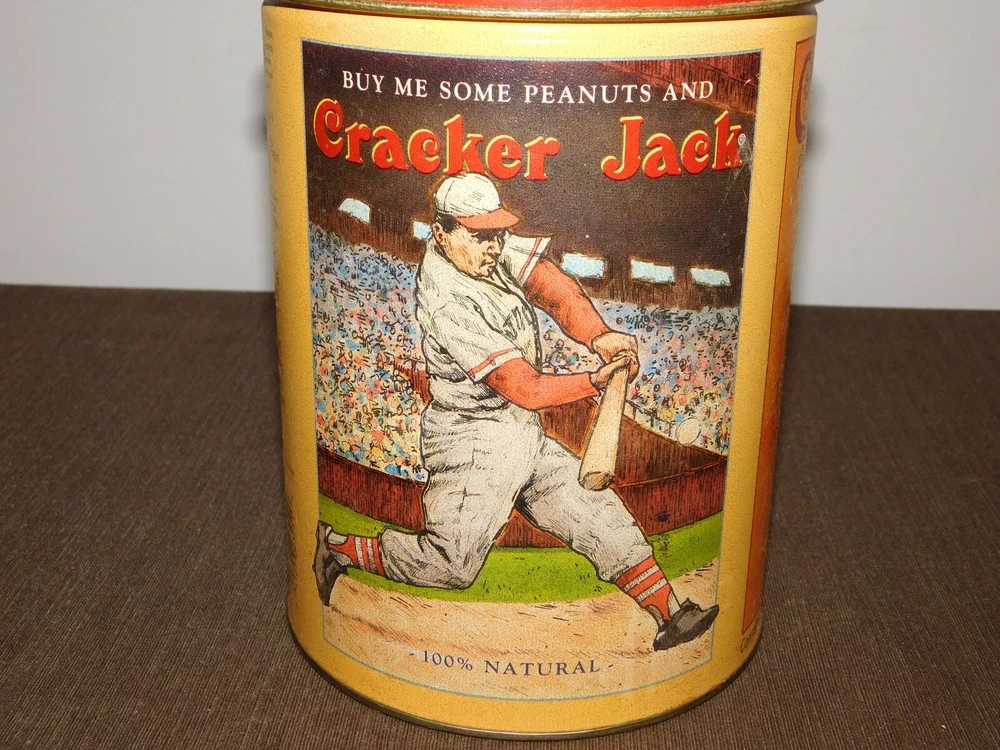 BUY ME SOME PEANUTS AND
Cracker Jack
- 100% NATURAL -